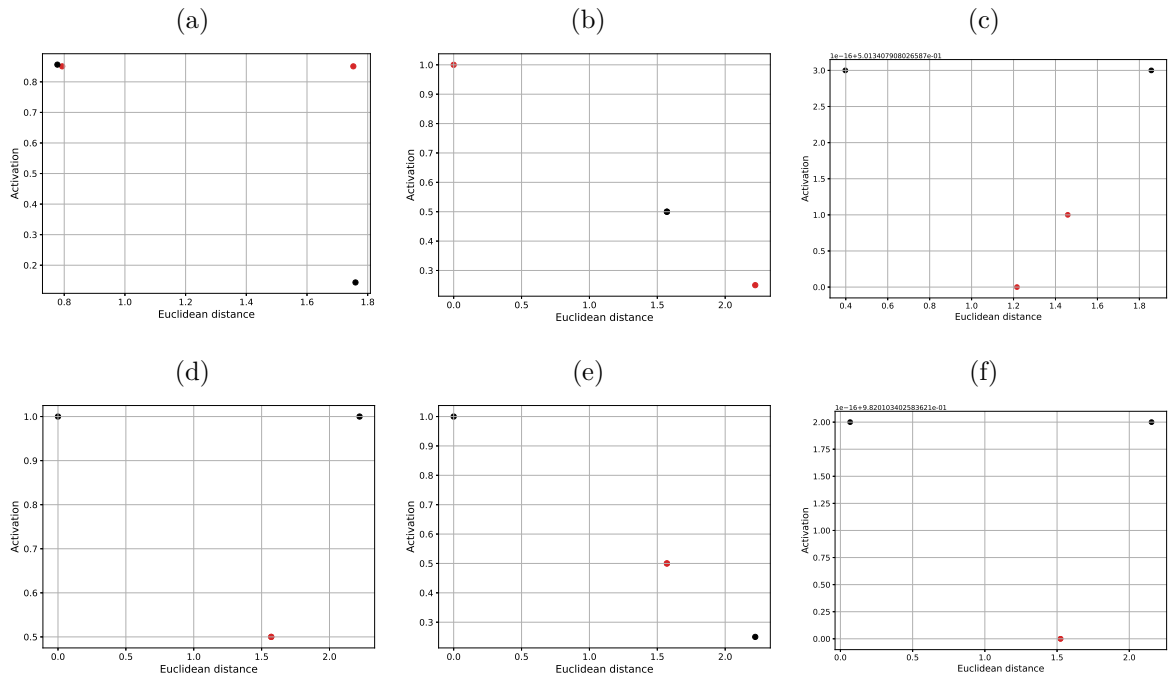 (a)
0.8
0.7
0.6
0.5
0.4
0.3
0.2
Activation
0.8 1.0 1.2 1.4 1.6 1.8
Euclidean distance
(b)
1.0
0.9
0.8
0.7
0.6
0.5
0.4
0.3
Activation
0.0 0.5 1.0 1.5 2.0
Euclidean distance
(c)
1e−16+5.013407908026587e−01
3.0
2.5
2.0
1.5
1.0
0.5
0.0
Activation
0.4 0.6 0.8 1.0 1.2 1.4 1.6 1.8
Euclidean distance
(d)
1.0
0.9
0.8
0.7
0.6
0.5
Activation
0.0 0.5 1.0 1.5 2.0
Euclidean distance
(e)
1.0
0.9
0.8
0.7
0.6
0.5
0.4
0.3
Activation
0.0 0.5 1.0 1.5 2.0
Euclidean distance
(f)
1e−16+9.820103402583621e−01
2.00
1.75
1.50
1.25
1.00
0.75
0.50
0.25
0.00
Activation
0.0 0.5 1.0 1.5 2.0
Euclidean distance